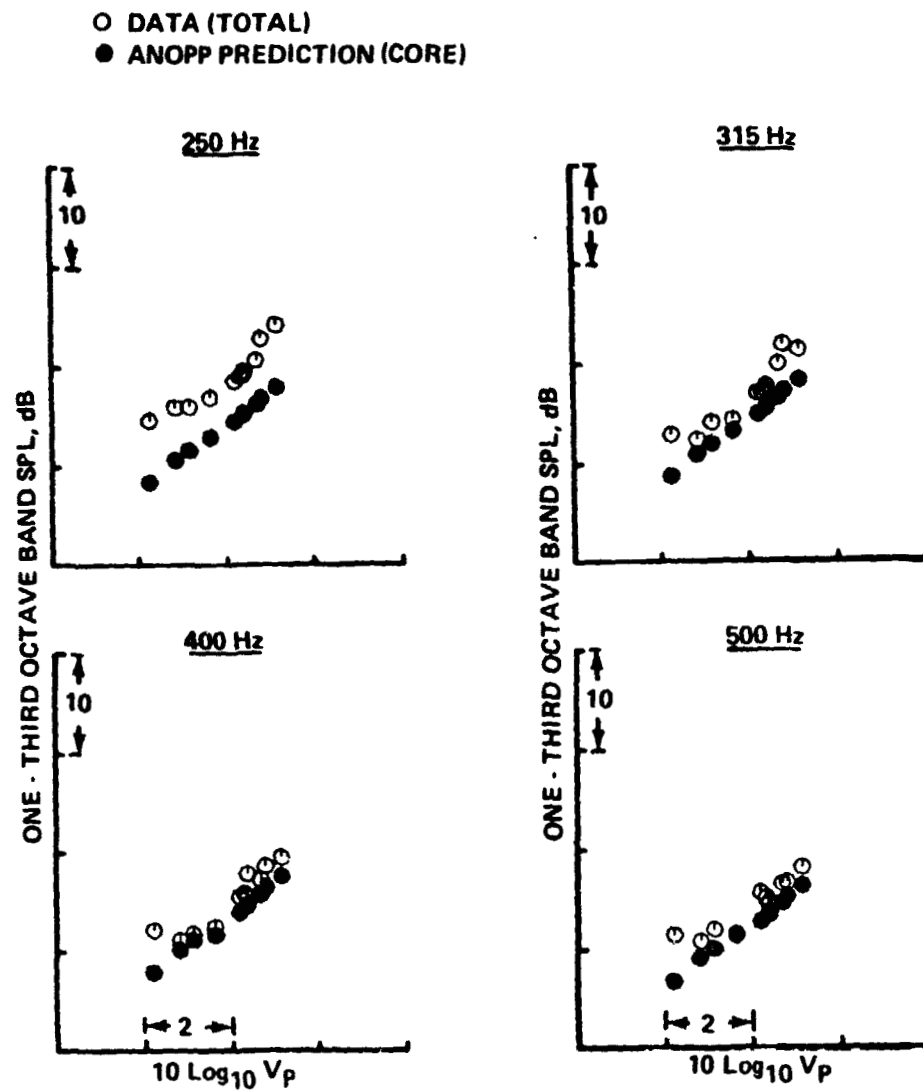 DATA (TOTAL)
ANOPP PREDICTION (CORE)
250 Hz
315 Hz
10
10
ONE - THIRD OCTAVE BAND SPL, dB
ONE - THIRD OCTAVE BAND SPL, dB
400 Hz
500 Hz
10
10
2
2
10 Log10 VP
10 Log10 VP